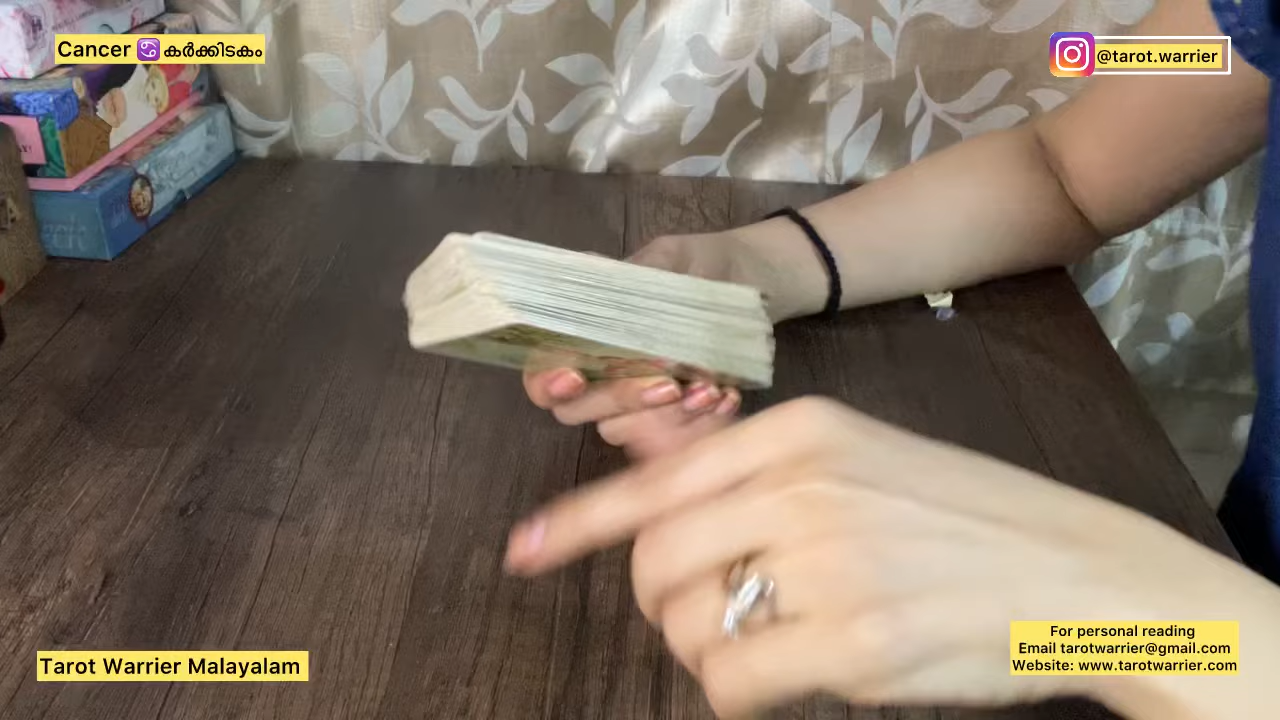 Cancer ♋ കർക്കിടകം
@tarot.warrier
Tarot Warrier Malayalam
For personal reading
Email tarotwarrier@gmail.com
Website: www.tarotwarrier.com